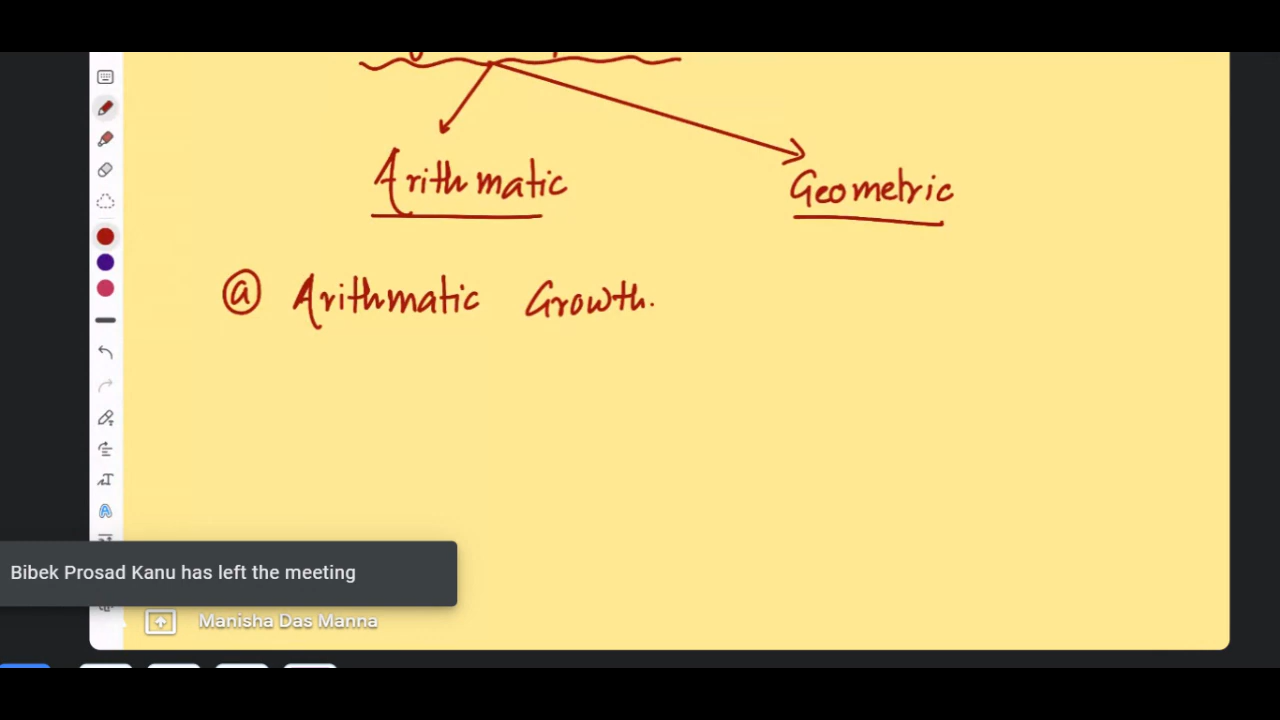 Arithmatic
Geometric
ⓐ Arithmatic Growth.
Bibek Prosad Kanu has left the meeting
Manisha Das Manna